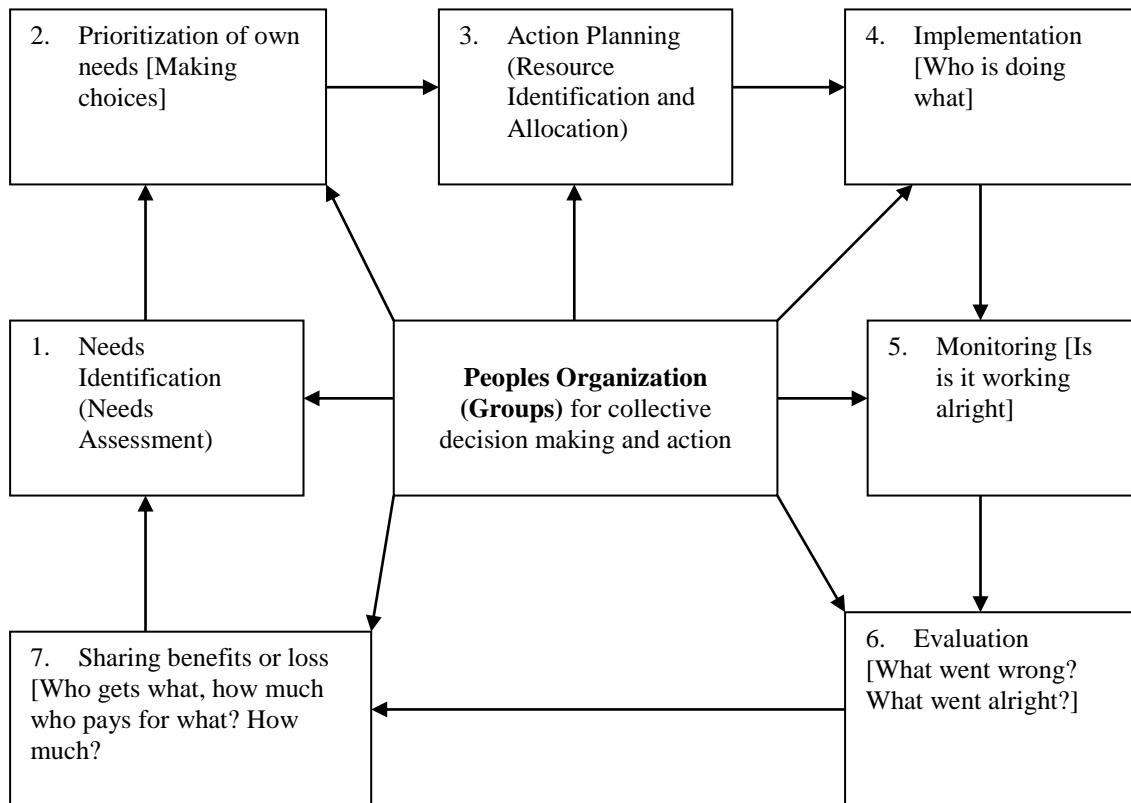 2. Prioritization of own
needs [Making
choices]
3. Action Planning
(Resource
Identification and
Allocation)
4. Implementation
[Who is doing
what]
1. Needs
Identification
(Needs
Assessment)
Peoples Organization
(Groups) for collective
decision making and action
5. Monitoring [Is
is it working
alright]
7. Sharing benefits or loss
[Who gets what, how much
who pays for what? How
much?
6. Evaluation
[What went wrong?
What went alright?]